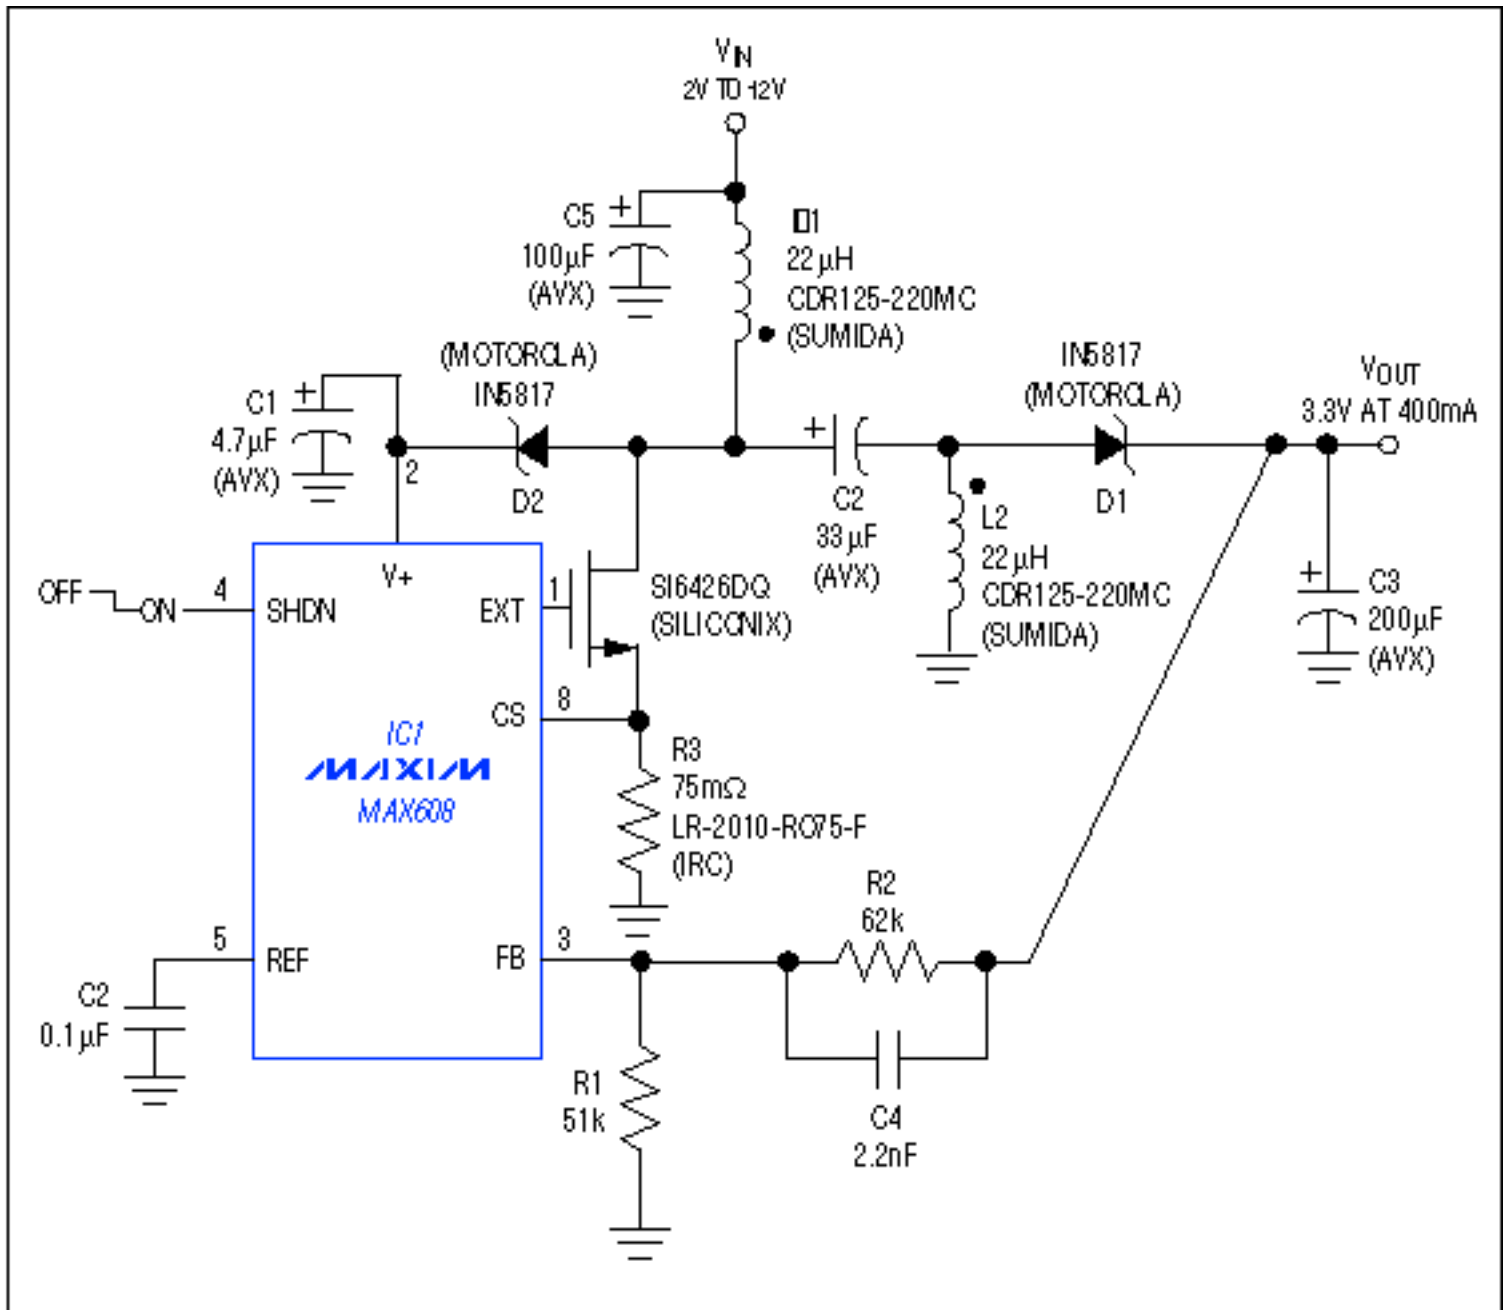 VIN
2V TO 12V
C5
+
100µF
(AVX)
22µH
CDR125-220MC
(SUMIDA)
(MOTOROLA)
IN5817
D2
C1
+
4.7µF
(AVX)
2
+
C2
33µF
(AVX)
IN5817
(MOTOROLA)
D1
VOUT
3.3V AT 400mA
L2
22µH
CDR125-220MC
(SUMIDA)
+
C3
200µF
(AVX)
OFF
ON
4
SHDN
V+
EXT
1
SI6426DQ
(SILICONIX)
CS
8
IC1
MAXIM
MAX608
R3
75mΩ
LR-2010-R075-F
(IRC)
5
REF
FB
3
C2
0.1µF
R2
62k
R1
51k
C4
2.2nF